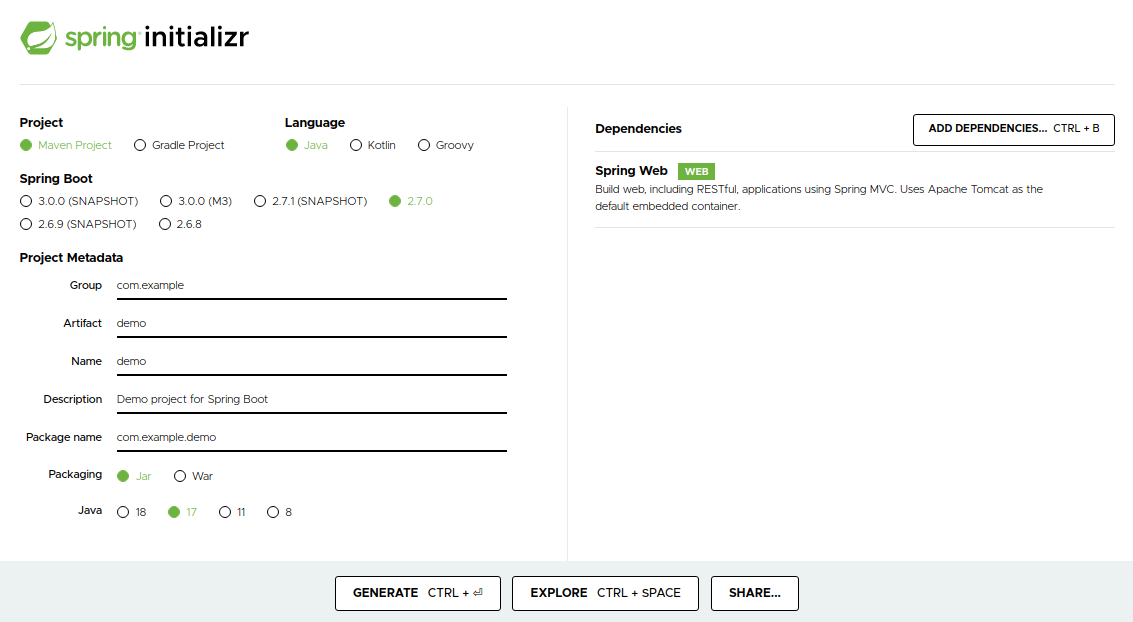 spring initializr
Project
Maven Project Gradle Project
Language
Java Kotlin Groovy
Spring Boot
3.0.0 (SNAPSHOT) 3.0.0 (M3) 2.7.1 (SNAPSHOT) 2.7.0
2.6.9 (SNAPSHOT) 2.6.8
Project Metadata
Group com.example
Artifact demo
Name demo
Description Demo project for Spring Boot
Package name com.example.demo
Packaging Jar War
Java 18 17 11 8
Dependencies
ADD DEPENDENCIES... CTRL + B
Spring Web WEB
Build web, including RESTful, applications using Spring MVC. Uses Apache Tomcat as the
default embedded container.
GENERATE CTRL + ⏎ EXPLORE CTRL + SPACE SHARE...